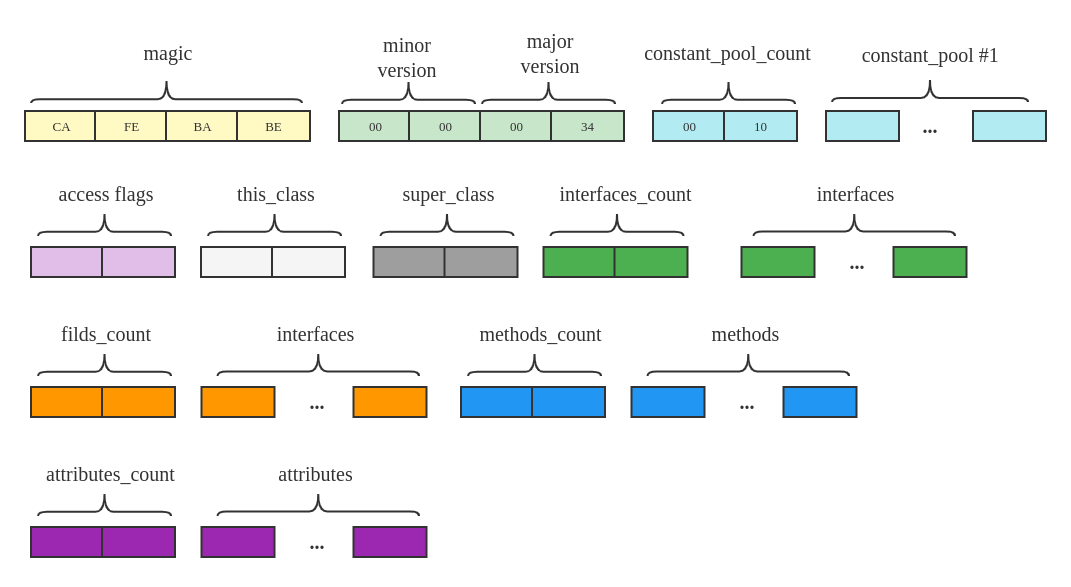 magic
minor
version
major
version
constant_pool_count
constant_pool #1
CA FE BA BE
00 00 00 34
00 10
...
access flags
this_class
super_class
interfaces_count
interfaces
...
filds_count
interfaces
methods_count
methods
...
...
attributes_count
attributes
...